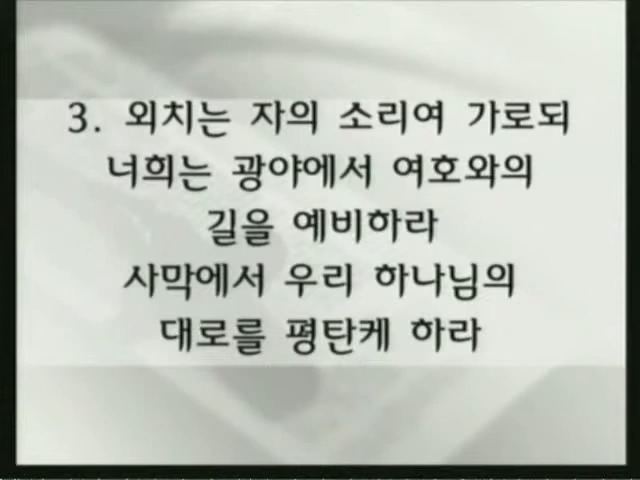 3. 외치는 자의 소리여 가로되
너희는 광야에서 여호와의
길을 예비하라
사막에서 우리 하나님의
대로를 평탄케 하라